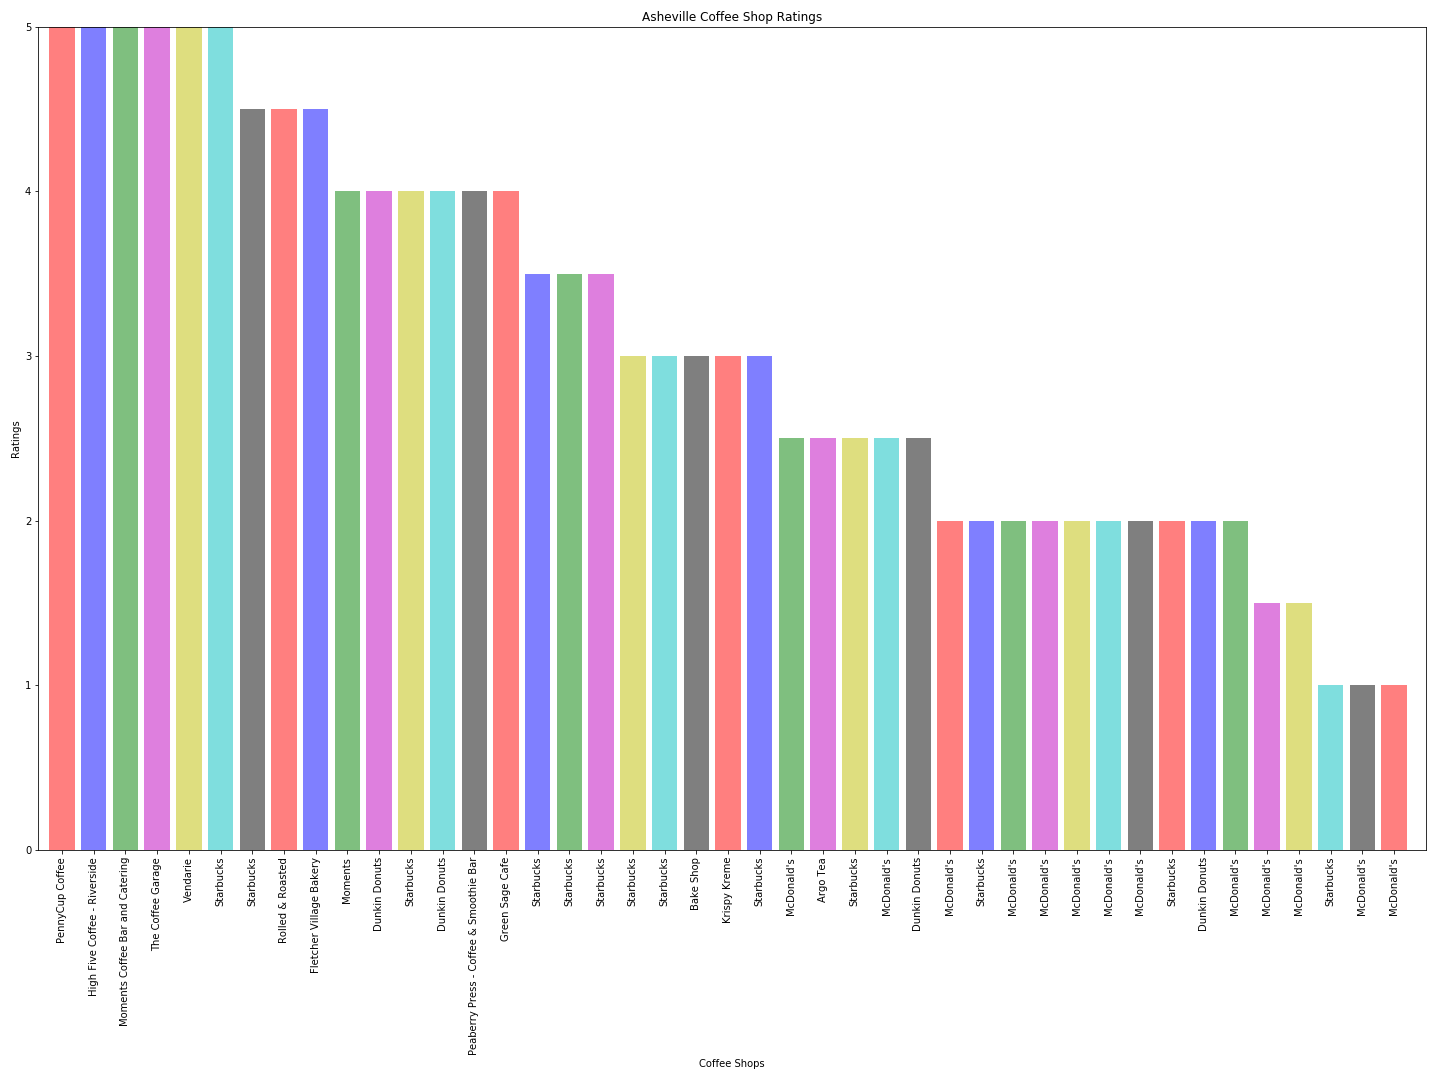 Asheville Coffee Shop Ratings
5
4
3
2
1
0
Ratings
PennyCup Coffee
High Five Coffee - Riverside
Moments Coffee Bar and Catering
The Coffee Garage
Vendarie
Starbucks
Starbucks
Rolled & Roasted
Fletcher Village Bakery
Moments
Dunkin Donuts
Starbucks
Dunkin Donuts
Peaberry Press - Coffee & Smoothie Bar
Green Sage Cafe
Starbucks
Starbucks
Starbucks
Starbucks
Starbucks
Bake Shop
Krispy Kreme
Starbucks
McDonald's
Argo Tea
Starbucks
McDonald's
Dunkin Donuts
McDonald's
Starbucks
McDonald's
McDonald's
McDonald's
McDonald's
McDonald's
Starbucks
Dunkin Donuts
McDonald's
McDonald's
McDonald's
Starbucks
McDonald's
McDonald's
Coffee Shops